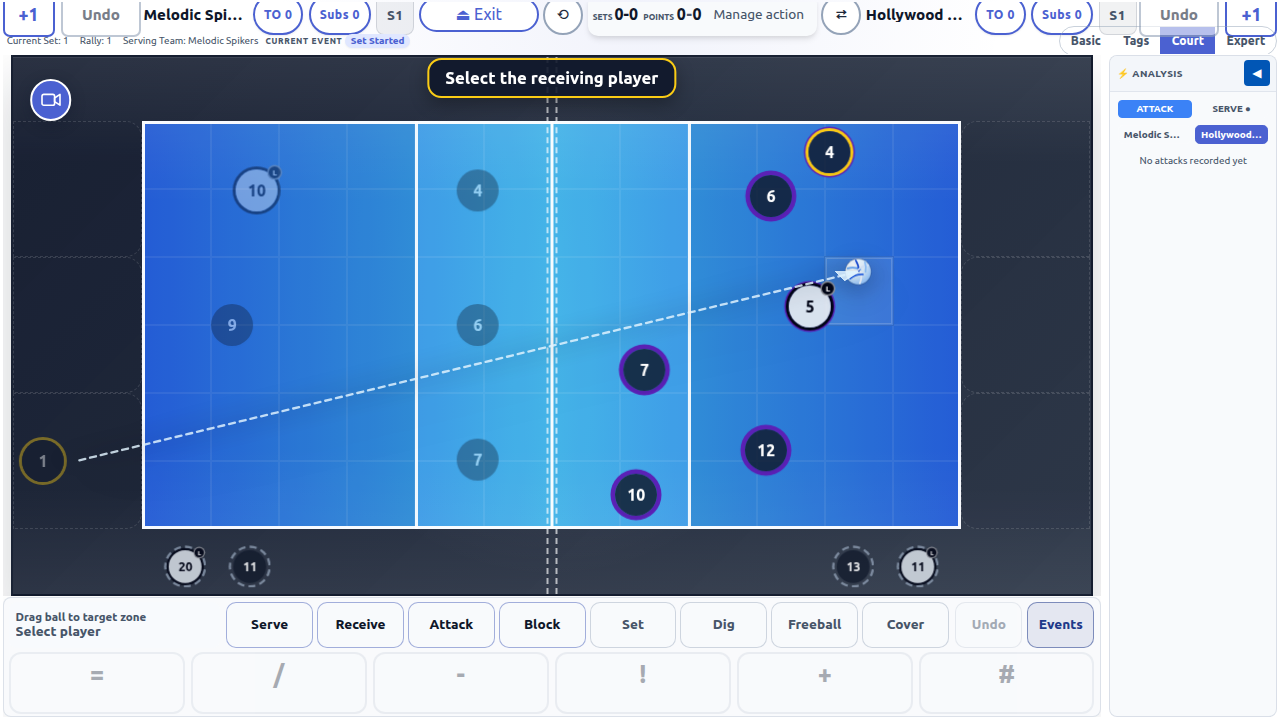 +1
Undo
Melodic Spi...
TO 0
Subs 0
S1
⏏ Exit
⟲
SETS 0-0 POINTS 0-0 Manage action
⇄
Hollywood ...
TO 0
Subs 0
S1
Undo
+1
Current Set: 1 Rally: 1 Serving Team: Melodic Spikers CURRENT EVENT Set Started
Basic Tags Court Expert
Select the receiving player
⚡ ANALYSIS
◀
ATTACK SERVE ●
Melodic S... Hollywood...
No attacks recorded yet
4
10 L
4
6
5 L
9
6
7
12
1
7
10
20 L
11
13
11 L
Drag ball to target zone
Select player
Serve
Receive
Attack
Block
Set
Dig
Freeball
Cover
Undo
Events
=
/
-
!
+
#